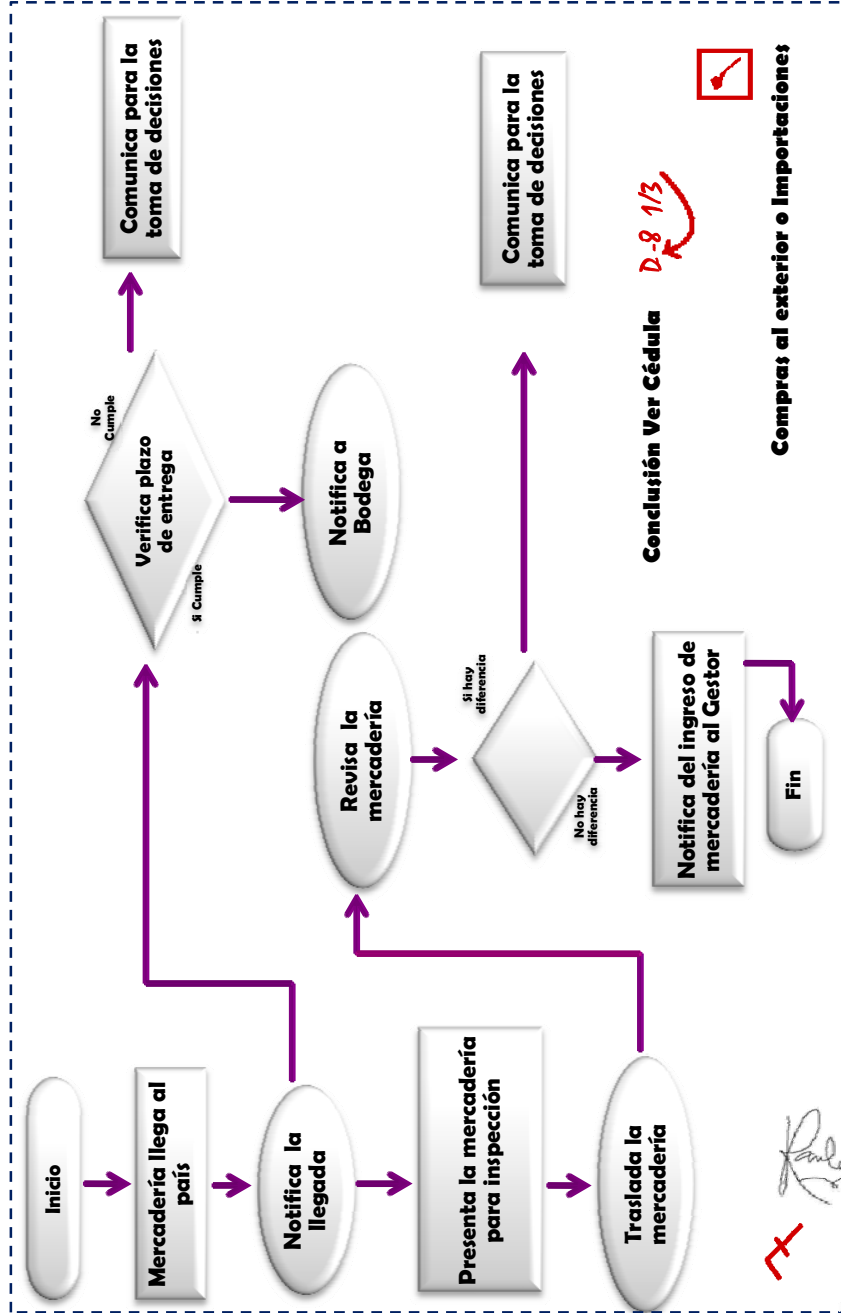 Inicio
Mercadería llega al
país
Notifica la
llegada
Presenta la mercadería
para inspección
Traslada la
mercadería
Verifica plazo
de entrega
No
Cumple
Si Cumple
Comunica para la
toma de decisiones
Notifica a
Bodega
Revisa la
mercadería
Si hay
diferencia
No hay
diferencia
Comunica para la
toma de decisiones
Notifica del ingreso de
mercadería al Gestor
Fin
Conclusión Ver Cédula D-8 1/3
Compras al exterior o Importaciones